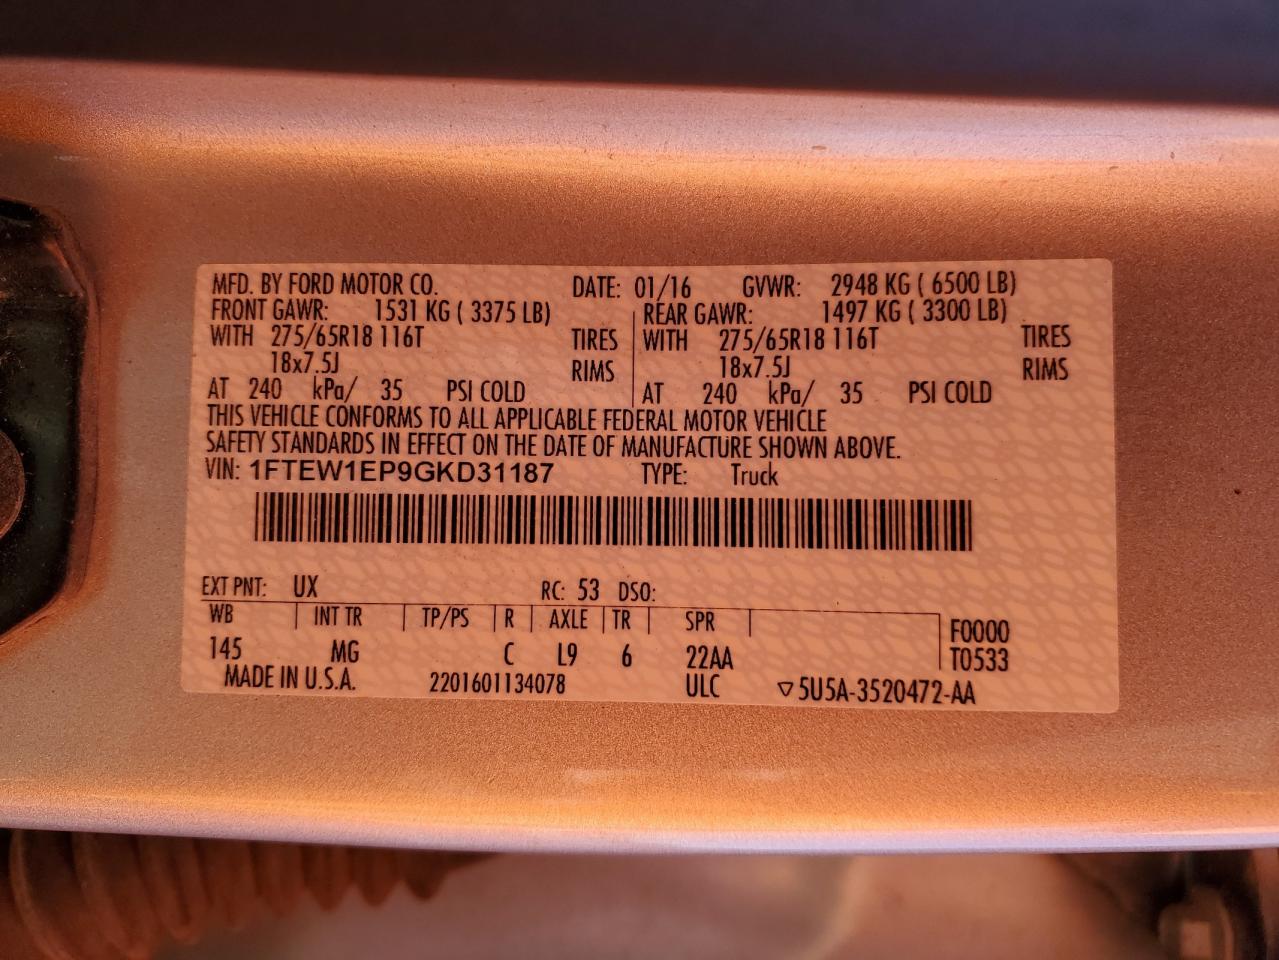 MFD. BY FORD MOTOR CO. DATE: 01/16 GVWR: 2948 KG ( 6500 LB)
FRONT GAWR: 1531 KG ( 3375 LB) REAR GAWR: 1497 KG ( 3300 LB)
WITH 275/65R18 116T TIRES WITH 275/65R18 116T TIRES
18x7.5J RIMS 18x7.5J RIMS
AT 240 kPa/ 35 PSI COLD AT 240 kPa/ 35 PSI COLD
THIS VEHICLE CONFORMS TO ALL APPLICABLE FEDERAL MOTOR VEHICLE
SAFETY STANDARDS IN EFFECT ON THE DATE OF MANUFACTURE SHOWN ABOVE.
VIN: 1FTEW1EP9GKD31187 TYPE: Truck
EXT PNT: UX RC: 53 DSO:
WB INT TR TP/PS R AXLE TR SPR F0000
145 MG C L9 6 22AA T0533
MADE IN U.S.A. 2201601134078 ULC ▽5U5A-3520472-AA